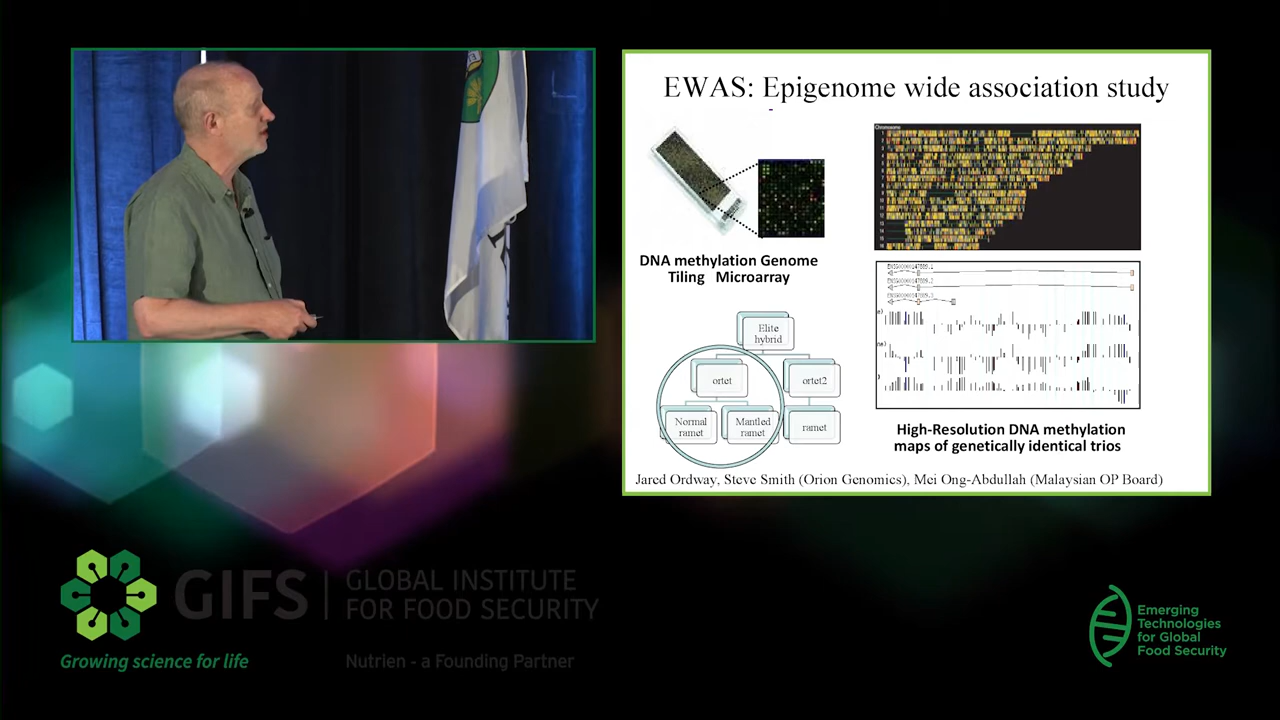 EWAS: Epigenome wide association study
DNA methylation Genome
Tiling Microarray
Elite
hybrid
ortet
ortet2
Normal
ramet
Mantled
ramet
ramet
Chromosome
High-Resolution DNA methylation
maps of genetically identical trios
Jared Ordway, Steve Smith (Orion Genomics), Mei Ong-Abdullah (Malaysian OP Board)
GIFS
GLOBAL INSTITUTE
FOR FOOD SECURITY
Growing science for life
Nutrien - a Founding Partner
Emerging
Technologies
for Global
Food Security